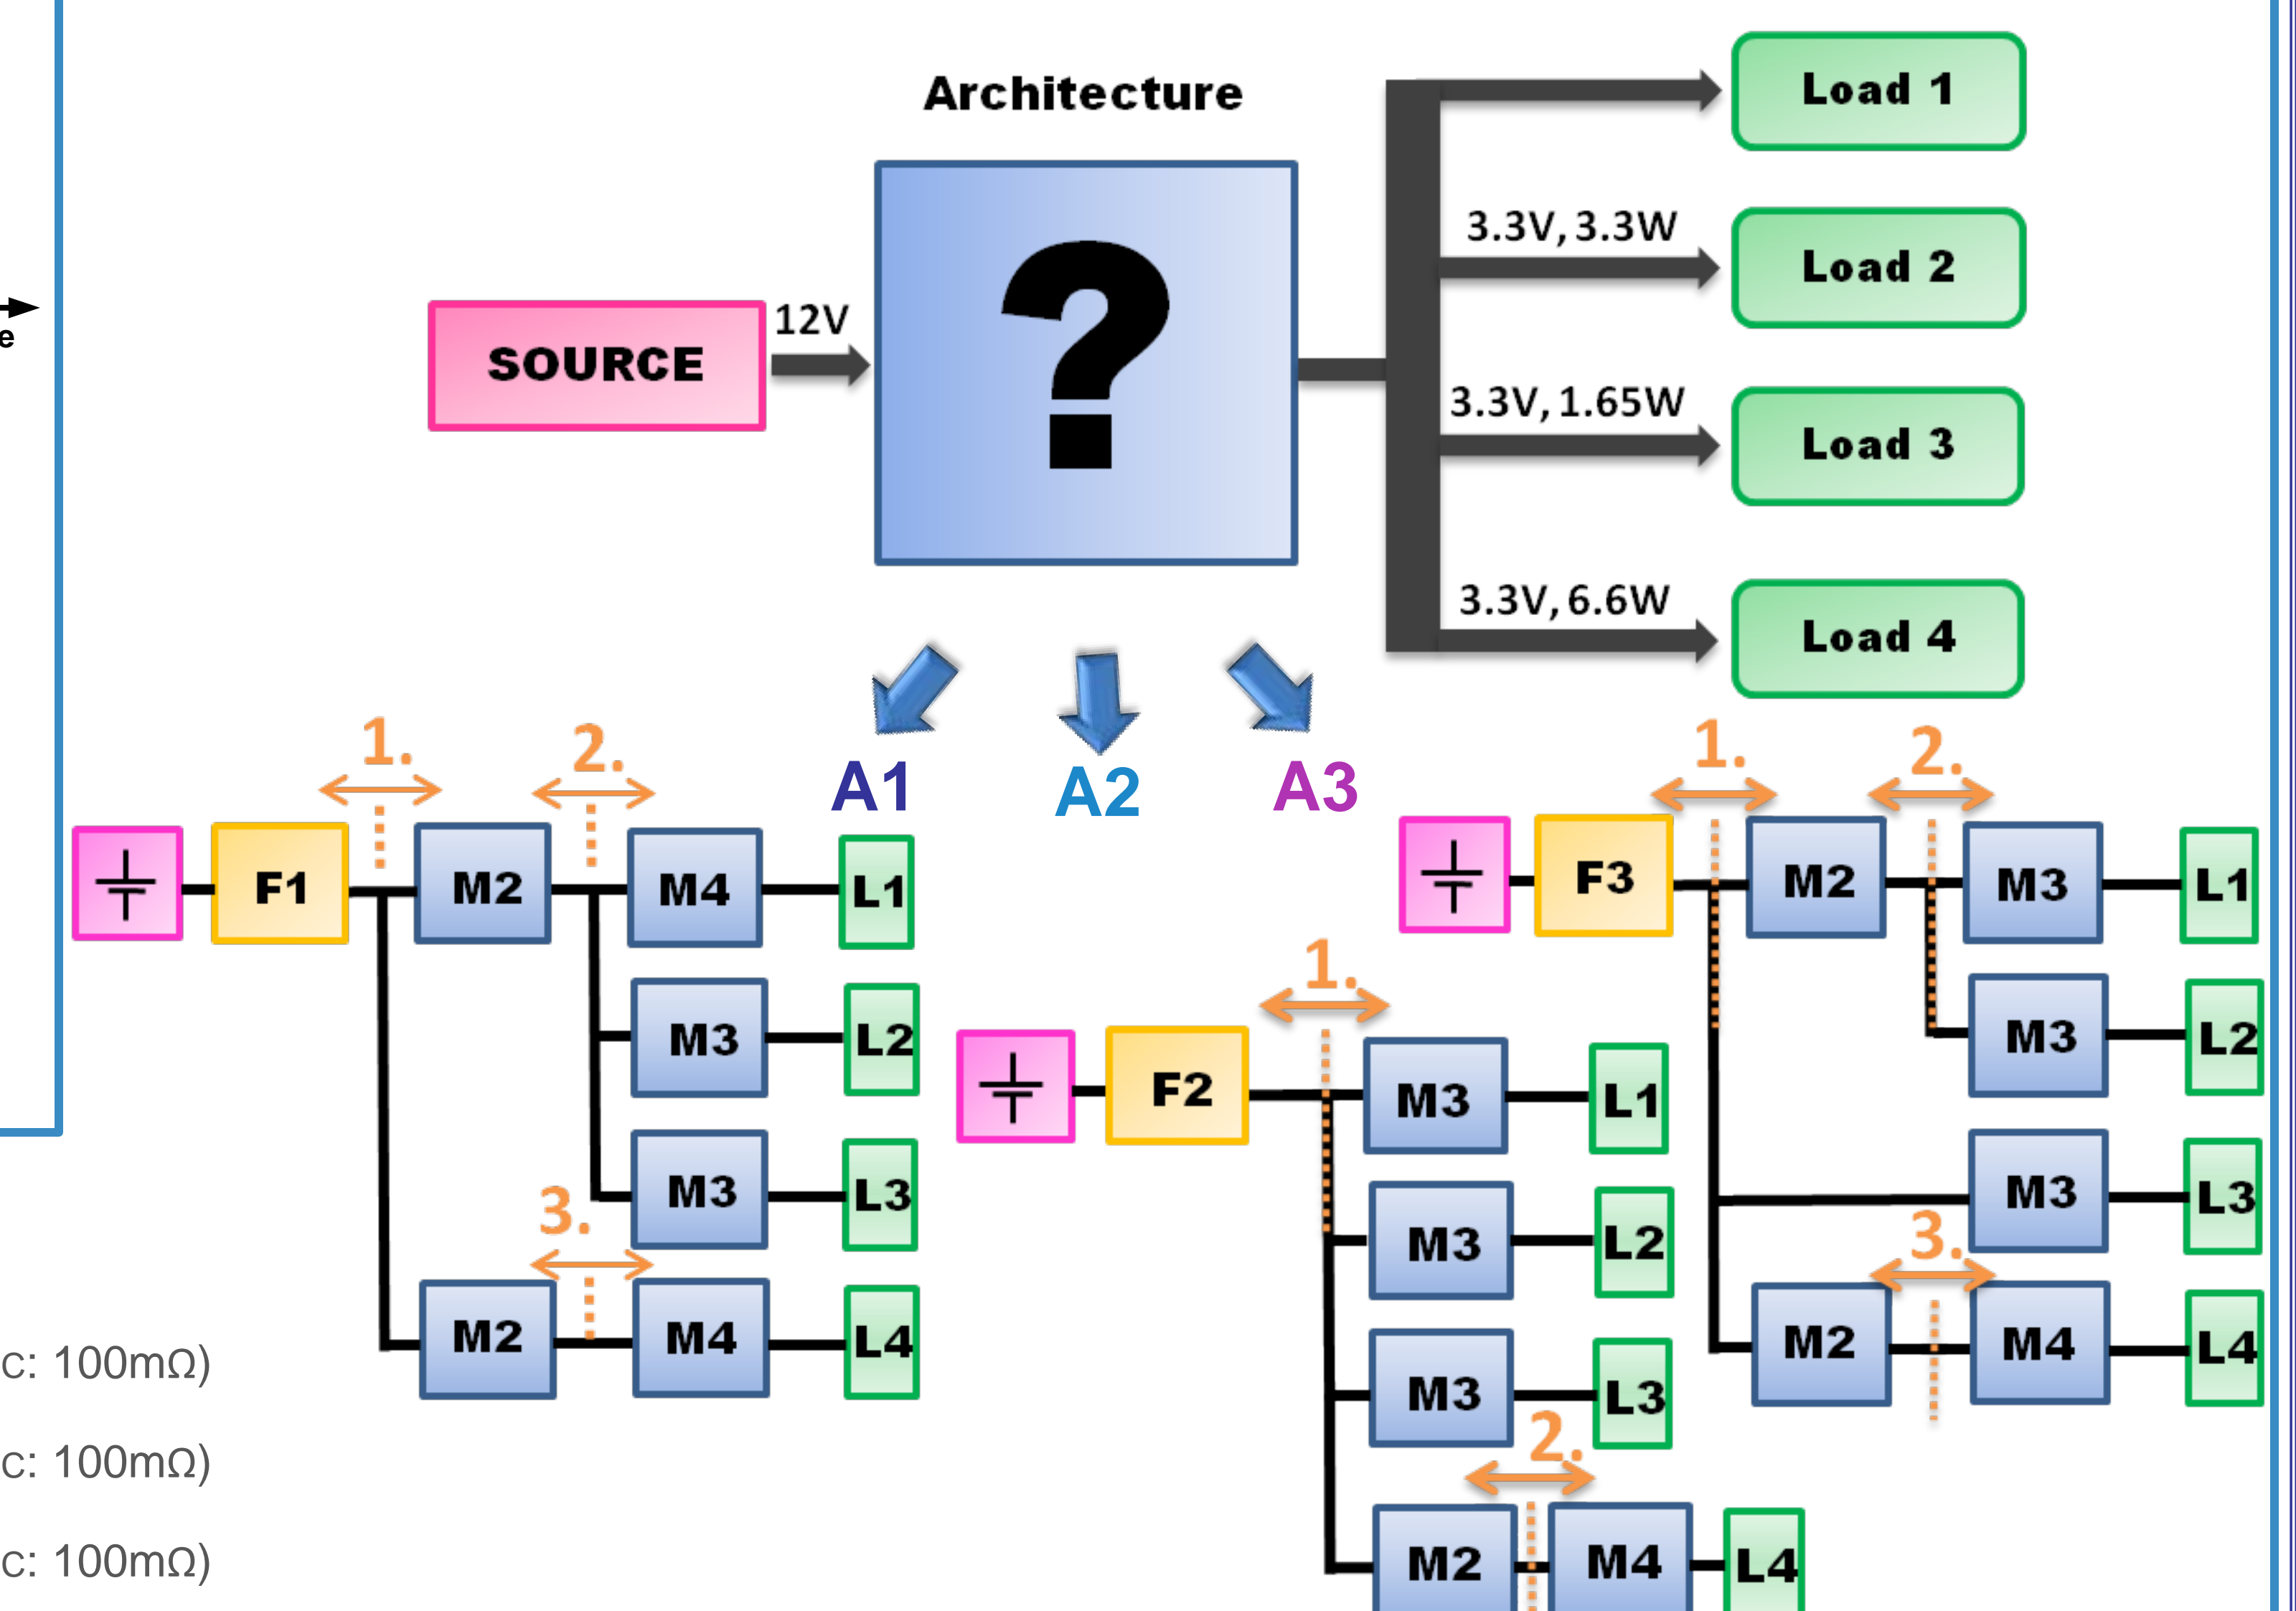 Architecture
Load 1
3.3V, 3.3W
Load 2
12V
SOURCE
?
e
3.3V, 1.65W
Load 3
3.3V, 6.6W
Load 4
A1
A2
A3
1.
2.
F1
M2
M4
L1
M3
L2
M3
L3
3.
M2
M4
L4
1.
F2
M3
L1
M3
L2
M3
L3
2.
M2
M4
L4
1.
2.
F3
M2
M3
L1
M3
L2
M3
L3
3.
M2
M4
L4
C: 100mΩ)
C: 100mΩ)
C: 100mΩ)